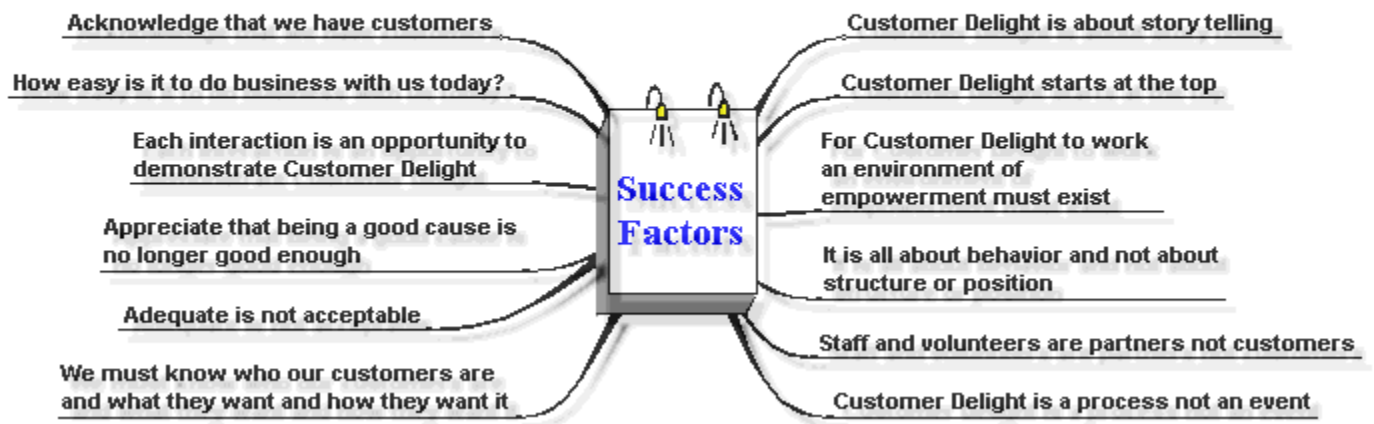 Acknowledge that we have customers
How easy is it to do business with us today?
Each interaction is an opportunity to
demonstrate Customer Delight
Appreciate that being a good cause is
no longer good enough
Adequate is not acceptable
We must know who our customers are
and what they want and how they want it
Success
Factors
Customer Delight is about story telling
Customer Delight starts at the top
For Customer Delight to work
an environment of
empowerment must exist
It is all about behavior and not about
structure or position
Staff and volunteers are partners not customers
Customer Delight is a process not an event